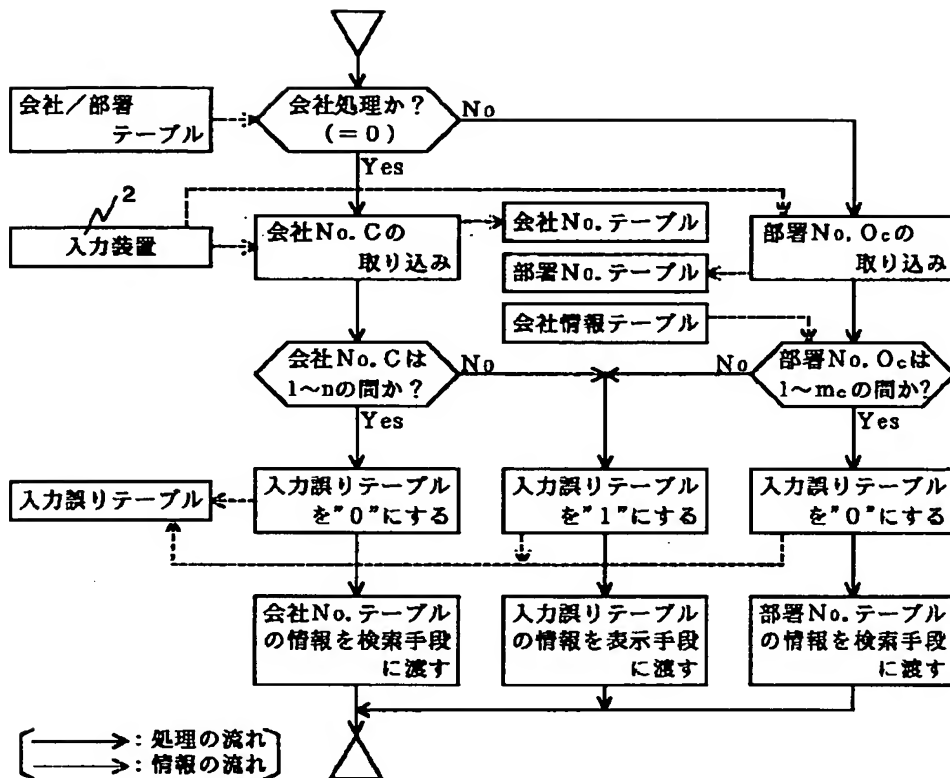 会社／部署
テーブル
会社処理か？
（＝０）
No
Yes
2
入力装置
会社No.Cの
取り込み
会社No.テーブル
部署No.テーブル
会社情報テーブル
部署No.Ocの
取り込み
会社No.Cは
1～nの間か？
No
Yes
No
部署No.Ocは
1～mcの間か？
Yes
入力誤りテーブル
入力誤りテーブル
を"0"にする
入力誤りテーブル
を"1"にする
入力誤りテーブル
を"0"にする
会社No.テーブル
の情報を検索手段
に渡す
入力誤りテーブル
の情報を表示手段
に渡す
部署No.テーブル
の情報を検索手段
に渡す
：処理の流れ
：情報の流れ